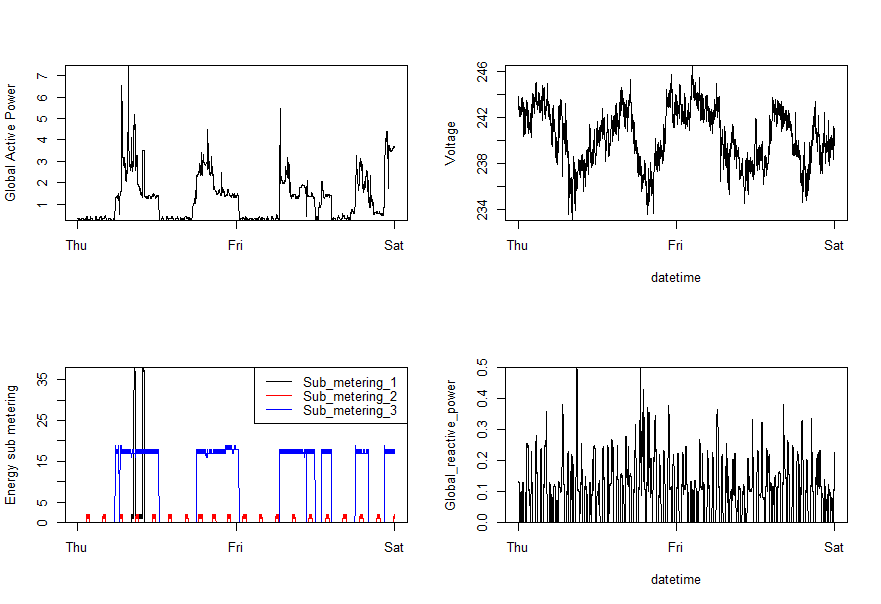 Global Active Power
7
6
5
4
3
2
1
Thu Fri Sat
Voltage
246
242
238
234
Thu Fri Sat
datetime
Energy sub metering
35
25
15
5
0
Sub_metering_1
Sub_metering_2
Sub_metering_3
Thu Fri Sat
Global_reactive_power
0.5
0.4
0.3
0.2
0.1
0.0
Thu Fri Sat
datetime